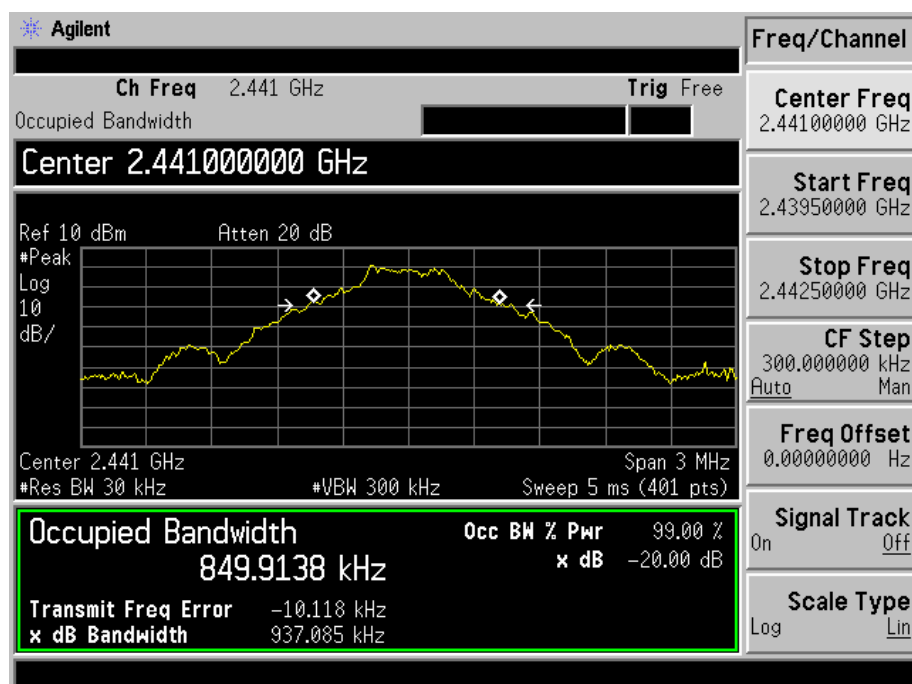 Agilent
Freq/Channel
Ch Freq 2.441 GHz Trig Free
Occupied Bandwidth
Center 2.441000000 GHz
Ref 10 dBm Atten 20 dB
#Peak
Log
10
dB/
Center 2.441 GHz Span 3 MHz
#Res BW 30 kHz #VBW 300 kHz Sweep 5 ms (401 pts)
Occupied Bandwidth Occ BW % Pwr 99.00 %
849.9138 kHz x dB -20.00 dB
Transmit Freq Error -10.118 kHz
x dB Bandwidth 937.085 kHz
Center Freq
2.44100000 GHz
Start Freq
2.43950000 GHz
Stop Freq
2.44250000 GHz
CF Step
300.000000 kHz
Auto Man
Freq Offset
0.00000000 Hz
Signal Track
On Off
Scale Type
Log Lin